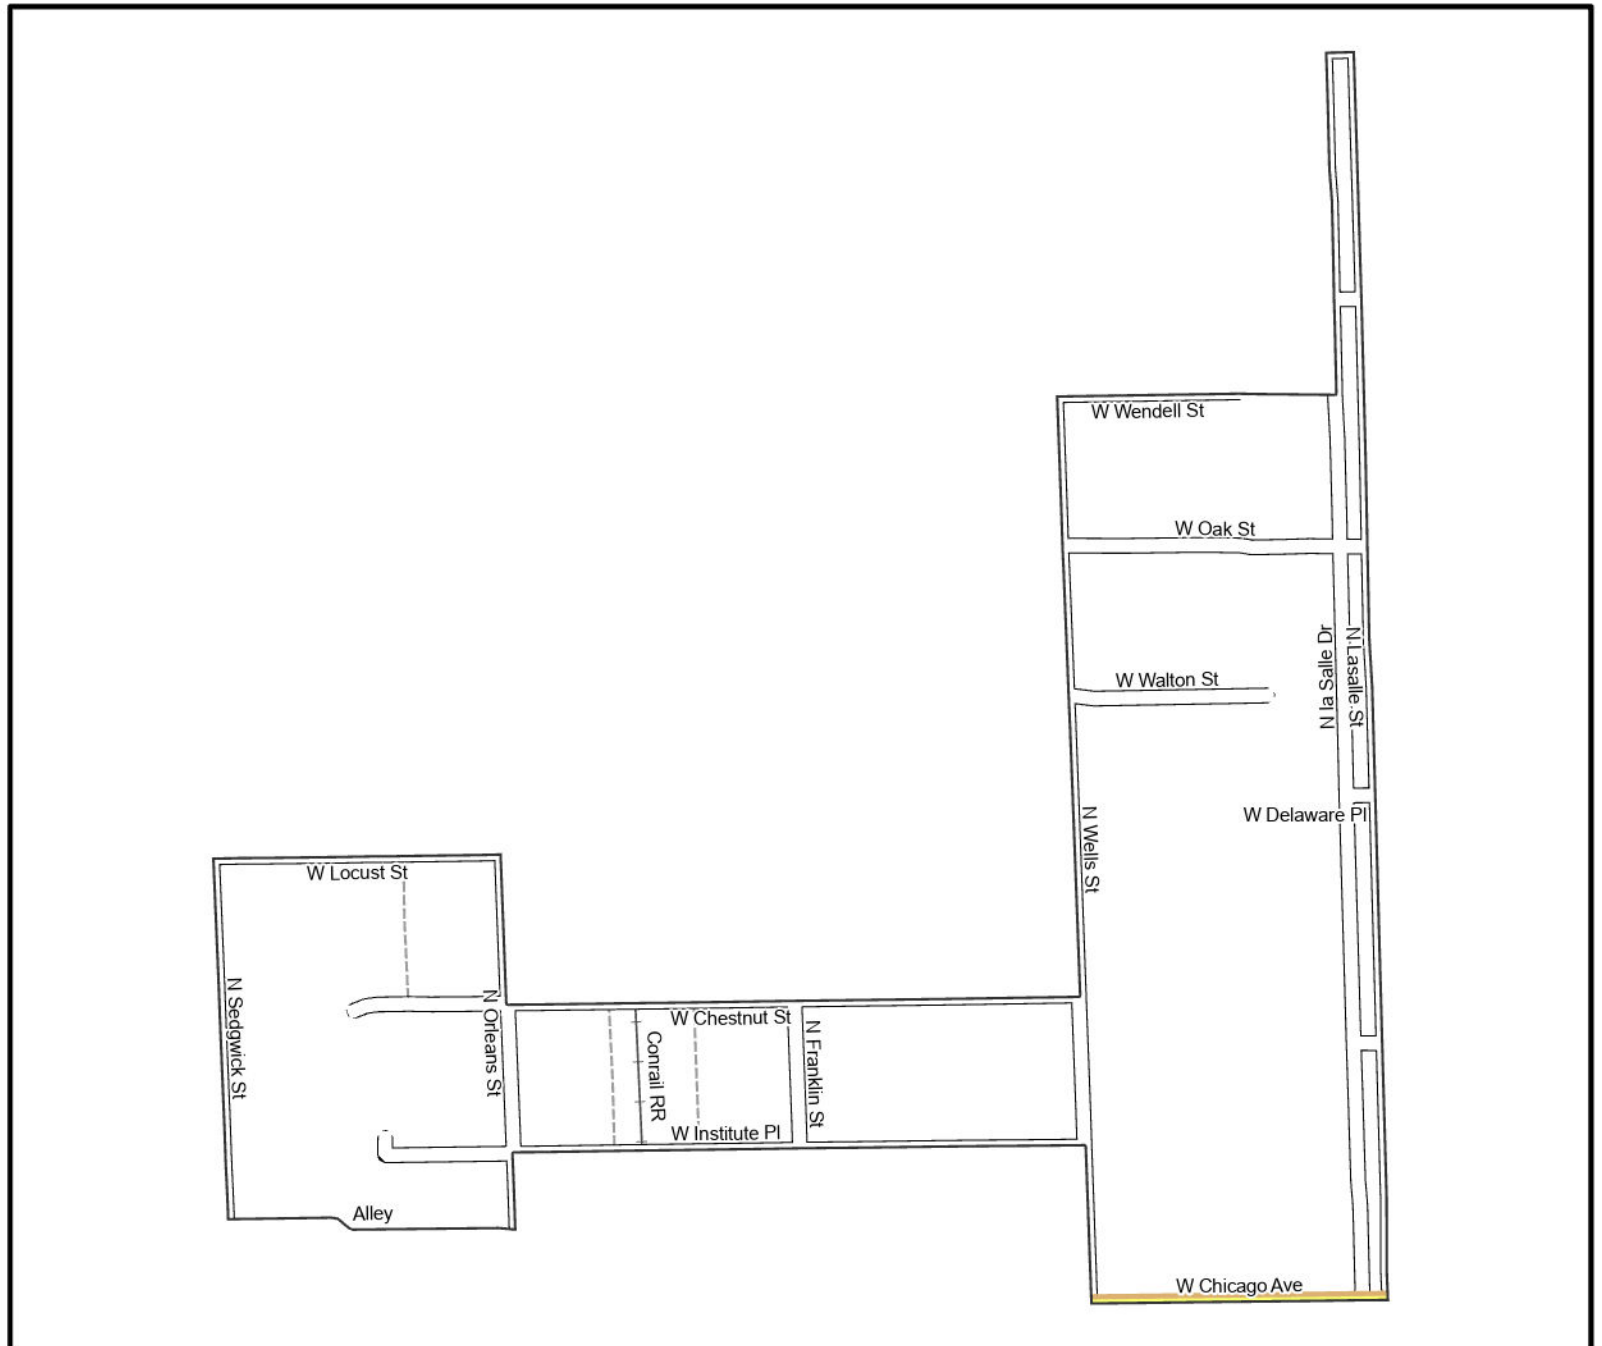 W Wendell St
W Oak St
N la Salle Dr
N Lasalle St
W Walton St
W Delaware Pl
N Wells St
W Locust St
N Sedgwick St
N Orleans St
W Chestnut St
Conrail RR
N Franklin St
W Institute Pl
Alley
W Chicago Ave